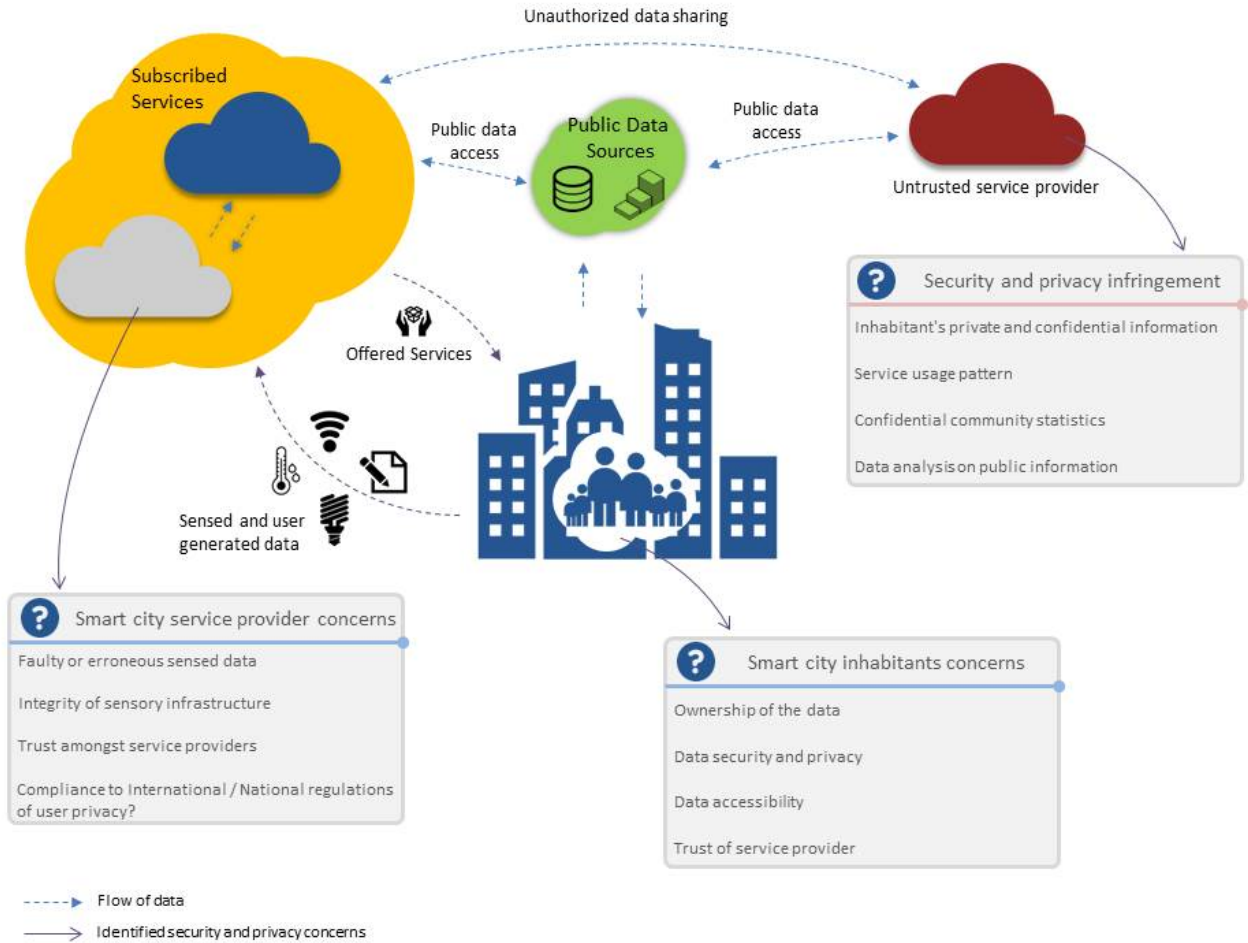 Unauthorized data sharing
Subscribed
Services
Public data
access
Public Data
Sources
Public data
access
Untrusted service provider
? Security and privacy infringement
Inhabitant's private and confidential information
Service usage pattern
Confidential community statistics
Data analysis on public information
Offered Services
Sensed and user
generated data
? Smart city service provider concerns
Faulty or erroneous sensed data
Integrity of sensory infrastructure
Trust amongst service providers
Compliance to International / National regulations
of user privacy?
? Smart city inhabitants concerns
Ownership of the data
Data security and privacy
Data accessibility
Trust of service provider
Flow of data
Identified security and privacy concerns